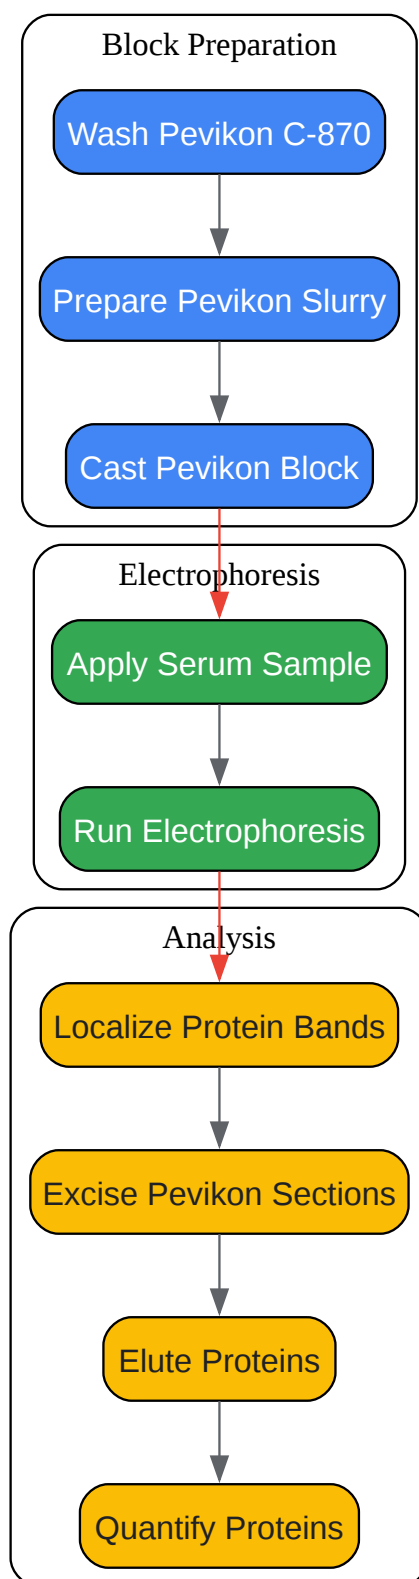 Block Preparation
Wash Pevikon C-870
Prepare Pevikon Slurry
Cast Pevikon Block
Electrophoresis
Apply Serum Sample
Run Electrophoresis
Analysis
Localize Protein Bands
Excise Pevikon Sections
Elute Proteins
Quantify Proteins